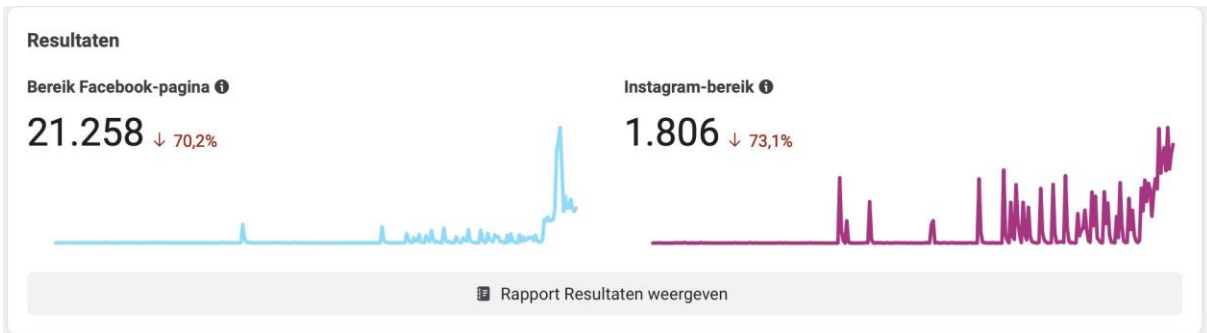 Resultaten
Bereik Facebook-pagina
21.258 ↓ 70,2%
Instagram-bereik
1.806 ↓ 73,1%
Rapport Resultaten weergeven